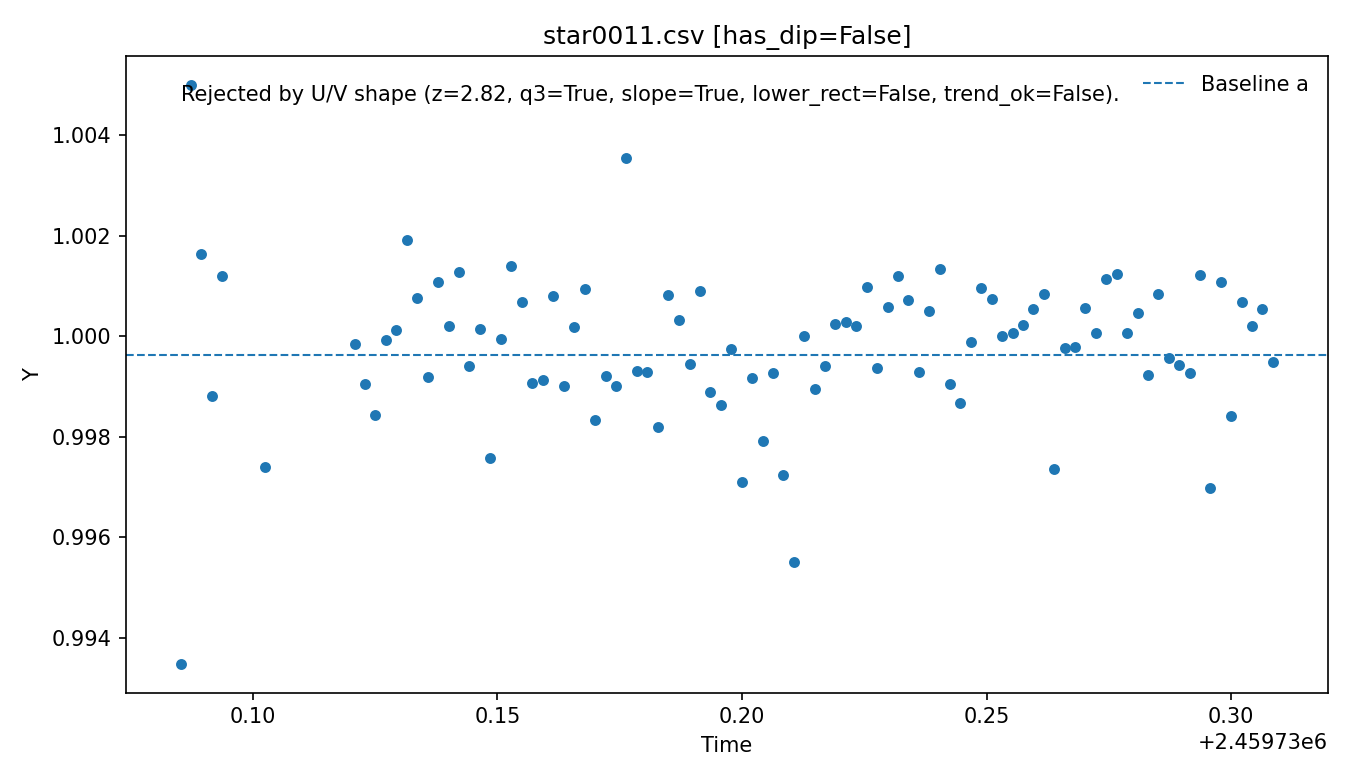 star0011.csv [has_dip=False]
Rejected by U/V shape (z=2.82, q3=True, slope=True, lower_rect=False, trend_ok=False).
Baseline a
1.004
1.002
1.000
0.998
0.996
0.994
Y
0.10
0.15
0.20
0.25
0.30
Time
+2.45973e6